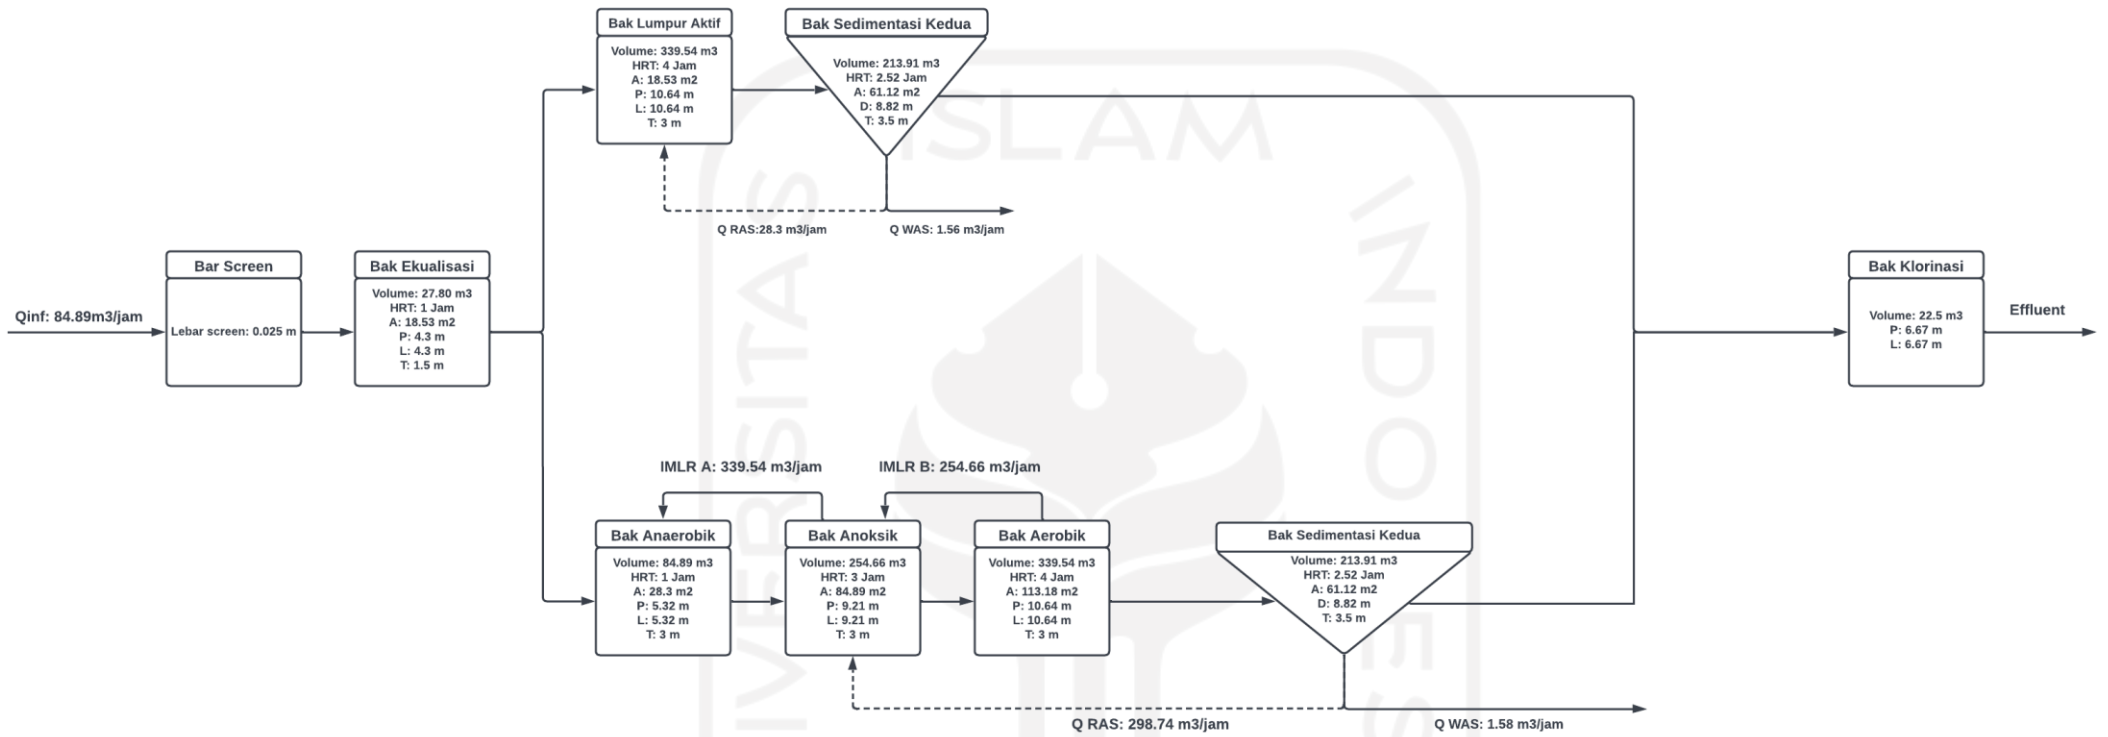 Bak Lumpur Aktif
Volume: 339.54 m3
HRT: 4 Jam
A: 18.53 m2
P: 10.64 m
L: 10.64 m
T: 3 m
Bak Sedimentasi Kedua
Volume: 213.91 m3
HRT: 2.52 Jam
A: 61.12 m2
D: 8.82 m
T: 3.5 m
Q RAS:28.3 m3/jam
Q WAS: 1.56 m3/jam
Qinf: 84.89m3/jam
Bar Screen
Lebar screen: 0.025 m
Bak Ekualisasi
Volume: 27.80 m3
HRT: 1 Jam
A: 18.53 m2
P: 4.3 m
L: 4.3 m
T: 1.5 m
Bak Klorinasi
Volume: 22.5 m3
P: 6.67 m
L: 6.67 m
Effluent
IMLR A: 339.54 m3/jam
IMLR B: 254.66 m3/jam
Bak Anaerobik
Volume: 84.89 m3
HRT: 1 Jam
A: 28.3 m2
P: 5.32 m
L: 5.32 m
T: 3 m
Bak Anoksik
Volume: 254.66 m3
HRT: 3 Jam
A: 84.89 m2
P: 9.21 m
L: 9.21 m
T: 3 m
Bak Aerobik
Volume: 339.54 m3
HRT: 4 Jam
A: 113.18 m2
P: 10.64 m
L: 10.64 m
T: 3 m
Bak Sedimentasi Kedua
Volume: 213.91 m3
HRT: 2.52 Jam
A: 61.12 m2
D: 8.82 m
T: 3.5 m
Q RAS: 298.74 m3/jam
Q WAS: 1.58 m3/jam
IVERSITAS
ISLAM
INDOES